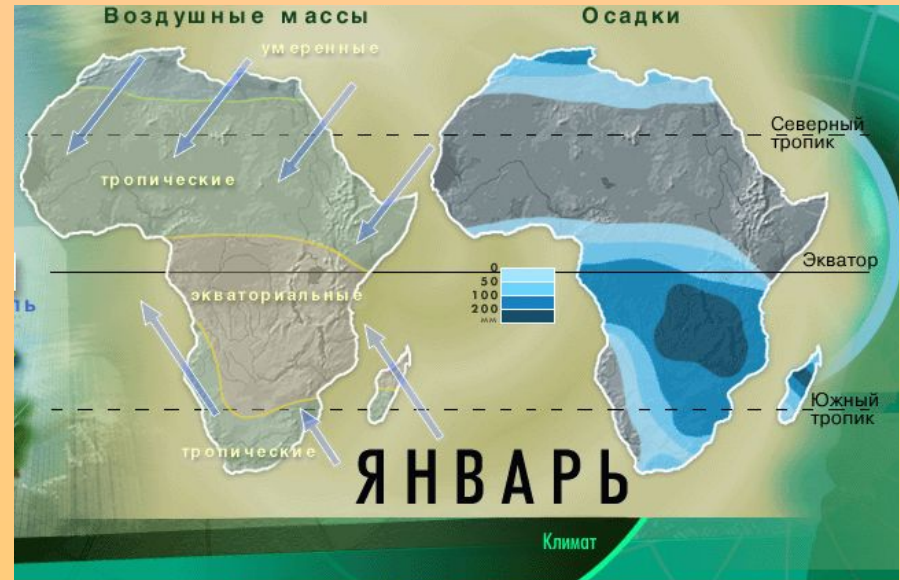 Воздушные массы
Осадки
умеренные
Северный
тропик
тропические
Экватор
экваториальные
0
50
100
200
мм
Южный
тропик
тропические
ЯНВАРЬ
Климат